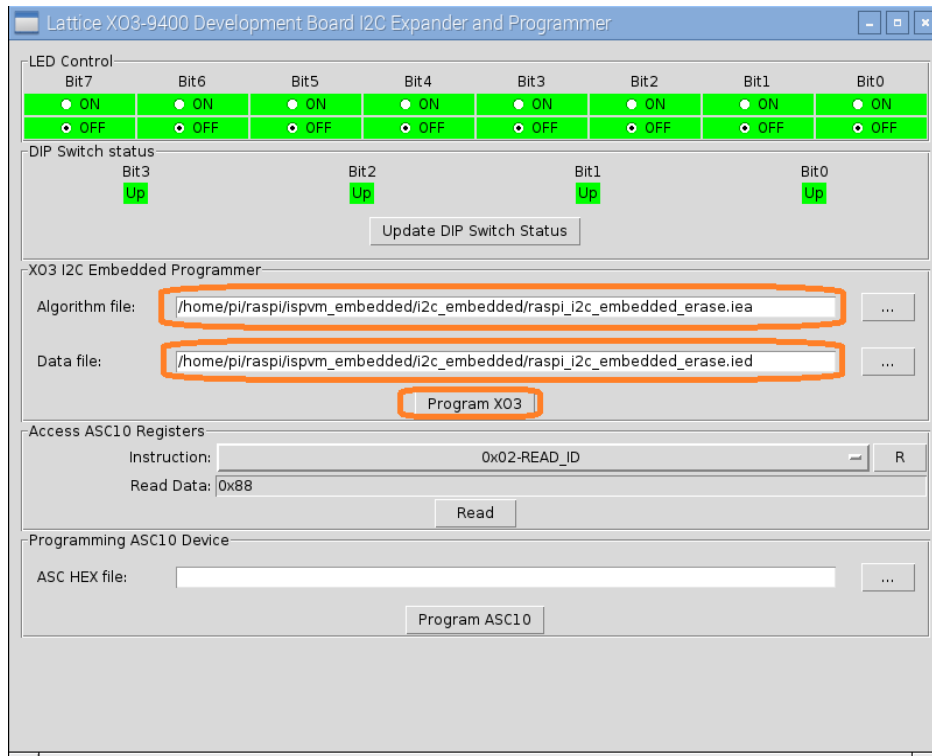 Lattice XO3-9400 Development Board I2C Expander and Programmer
LED Control
Bit7 Bit6 Bit5 Bit4 Bit3 Bit2 Bit1 Bit0
ON ON ON ON ON ON ON ON
OFF OFF OFF OFF OFF OFF OFF OFF
DIP Switch status
Bit3 Bit2 Bit1 Bit0
Up Up Up Up
Update DIP Switch Status
XO3 I2C Embedded Programmer
Algorithm file: /home/pi/raspi/ispvm_embedded/i2c_embedded/raspi_i2c_embedded_erase.iea ...
Data file: /home/pi/raspi/ispvm_embedded/i2c_embedded/raspi_i2c_embedded_erase.ied ...
Program XO3
Access ASC10 Registers
Instruction: 0x02-READ_ID R
Read Data: 0x88
Read
Programming ASC10 Device
ASC HEX file: ...
Program ASC10